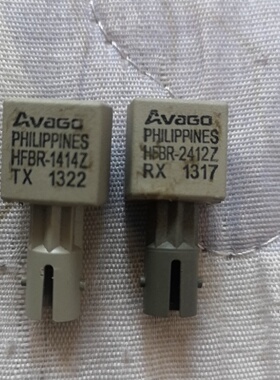 AVAGO
PHILIPPINES
HFBR-1414Z
TX 1322
AVAGO
PHILIPPINES
HFBR-2412Z
RX 1317